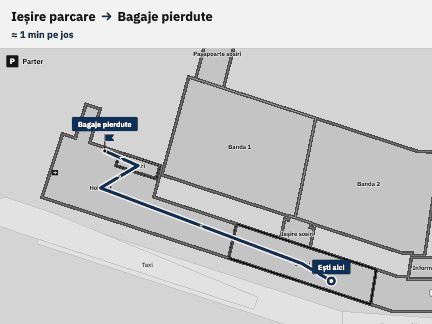 Ieșire parcare → Bagaje pierdute
≈ 1 min pe jos
Pașapoarte sosiri
P Parter
Bagaje pierdute
Banda 1
Banda 2
Ieșire sosiri
Ești aici
Taxi